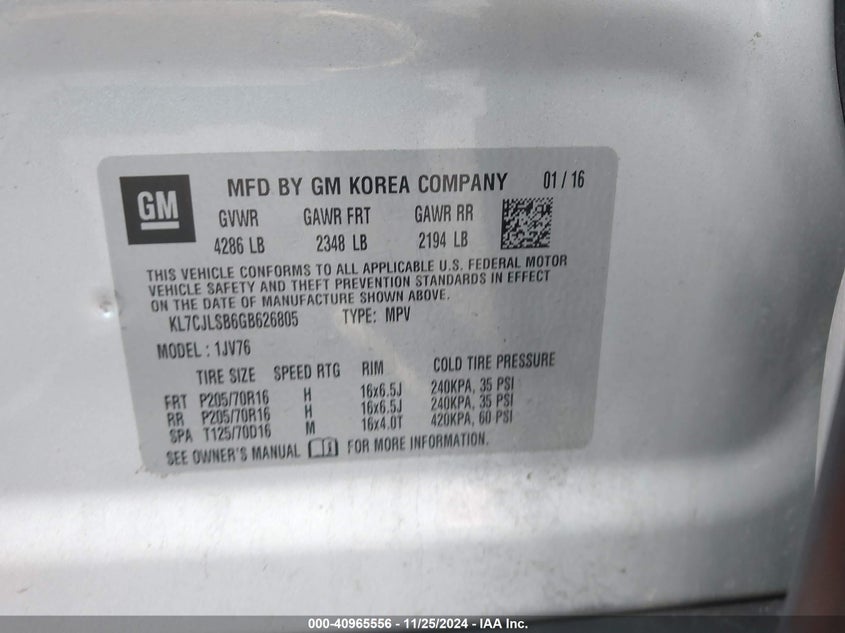 GM
MFD BY GM KOREA COMPANY 01 / 16
GVWR GAWR FRT GAWR RR
4286 LB 2348 LB 2194 LB
THIS VEHICLE CONFORMS TO ALL APPLICABLE U.S. FEDERAL MOTOR
VEHICLE SAFETY AND THEFT PREVENTION STANDARDS IN EFFECT
ON THE DATE OF MANUFACTURE SHOWN ABOVE.
KL7CJLSB6GB626805 TYPE: MPV
MODEL : 1JV76
TIRE SIZE SPEED RTG RIM COLD TIRE PRESSURE
FRT P205/70R16 H 16x6.5J 240KPA, 35 PSI
RR P205/70R16 H 16x6.5J 240KPA, 35 PSI
SPA T125/70D16 M 16x4.0T 420KPA, 60 PSI
SEE OWNER'S MANUAL FOR MORE INFORMATION.
000-40965556 - 11/25/2024 - IAA Inc.